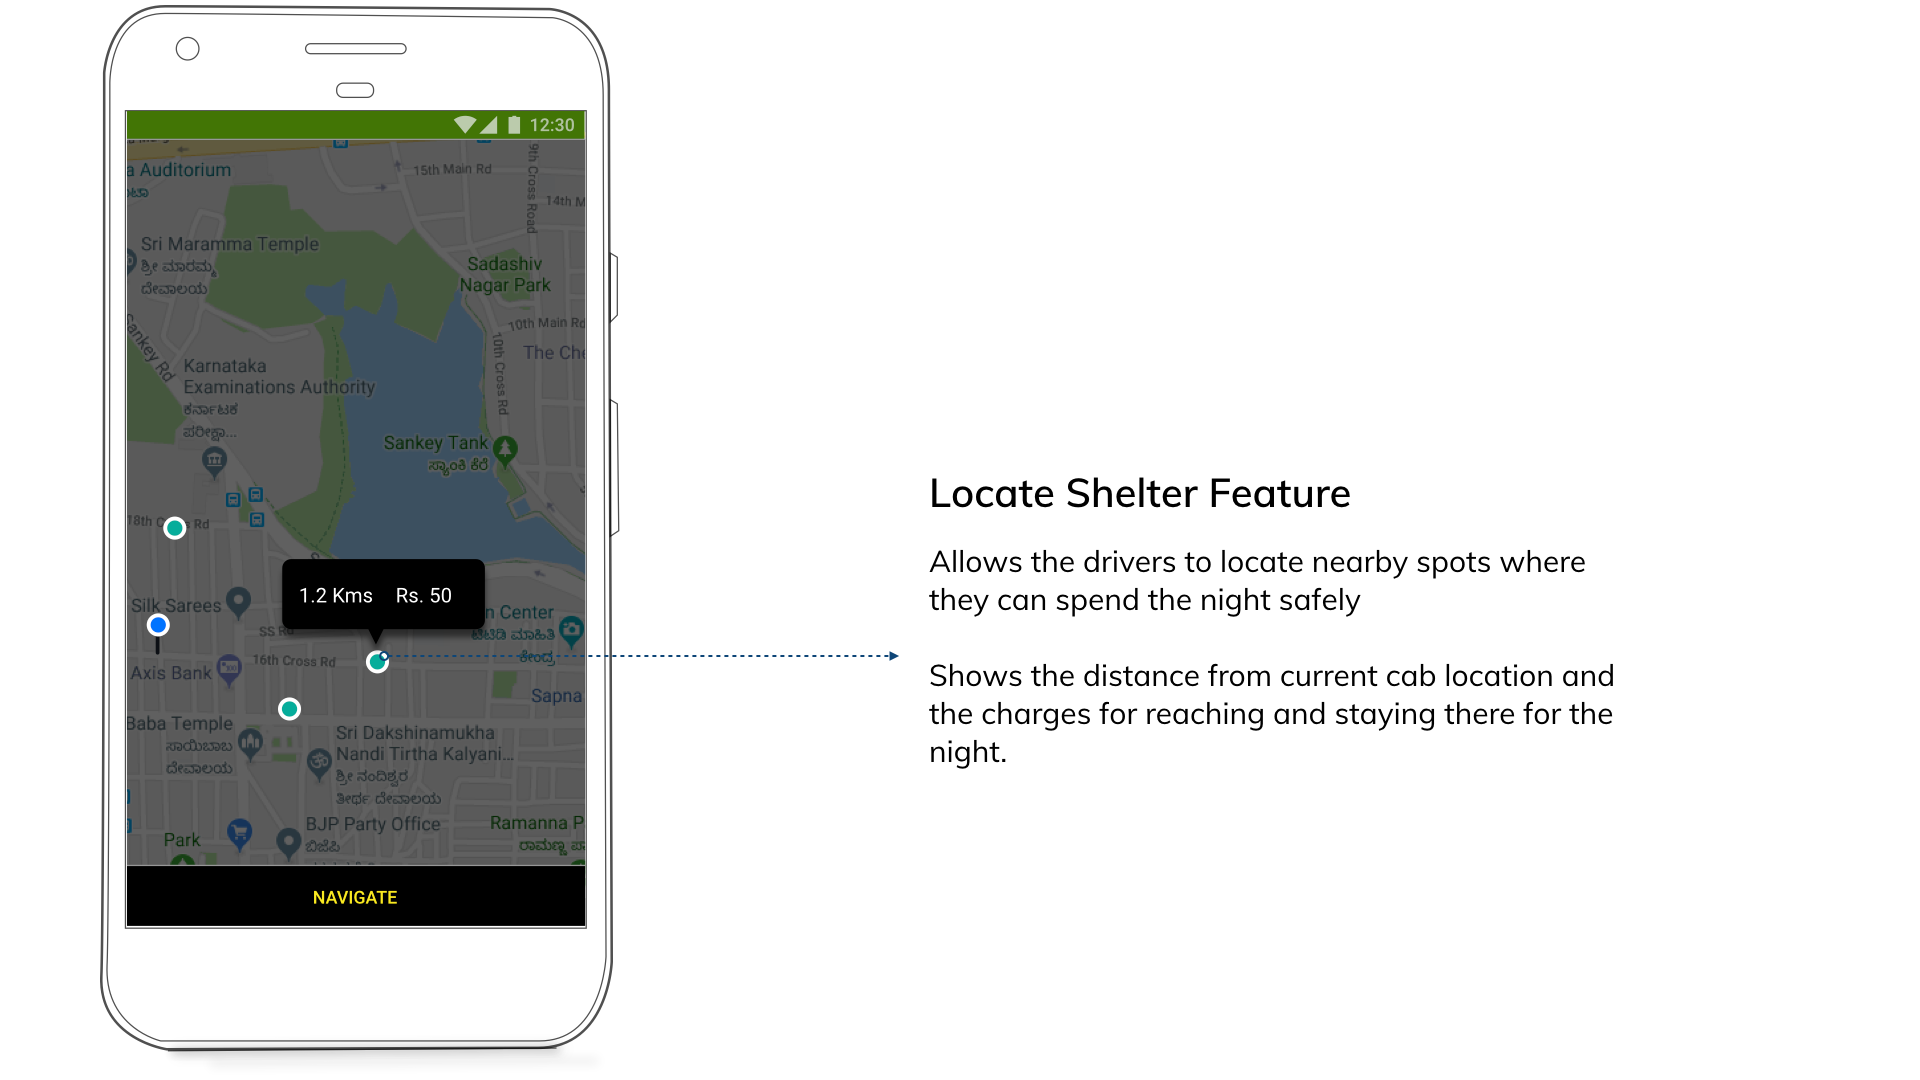 12:30
15th Main Rd
9th Cross Road
a Auditorium
14th M
Sri Maramma Temple
ಶ್ರೀ ಮಾರಮ್ಮ
ದೇವಾಲಯ
Sadashiv
Nagar Park
10th Main Rd
Sankey Rd
10th Cross Rd
The Che
Karnataka
Examinations Authority
ಕರ್ನಾಟಕ
ಪರೀಕ್ಷಾ...
Sankey Tank
ಸ್ಯಾಂಕಿ ಕೆರೆ
18th C s Rd
1.2 Kms Rs. 50
Silk Sarees
n Center
SS Rd
ಟಿಟಿಡಿ ಮಾಹಿತಿ
ಕೇಂದ್ರ
16th Cross Rd
Axis Bank
Sapna
Baba Temple
ಸಾಯಿಬಾಬ
ದೇವಾಲಯ
Sri Dakshinamukha
Nandi Tirtha Kalyani...
ಶ್ರೀ ನಂದಿಶ್ವರ
ತೀರ್ಥ ದೇವಾಲಯ
BJP Party Office
ಬಿಜೆಪಿ
Ramanna P
ರಾಮಣ್ಣ ಪಾ
Park
NAVIGATE
Locate Shelter Feature
Allows the drivers to locate nearby spots where
they can spend the night safely
Shows the distance from current cab location and
the charges for reaching and staying there for the
night.